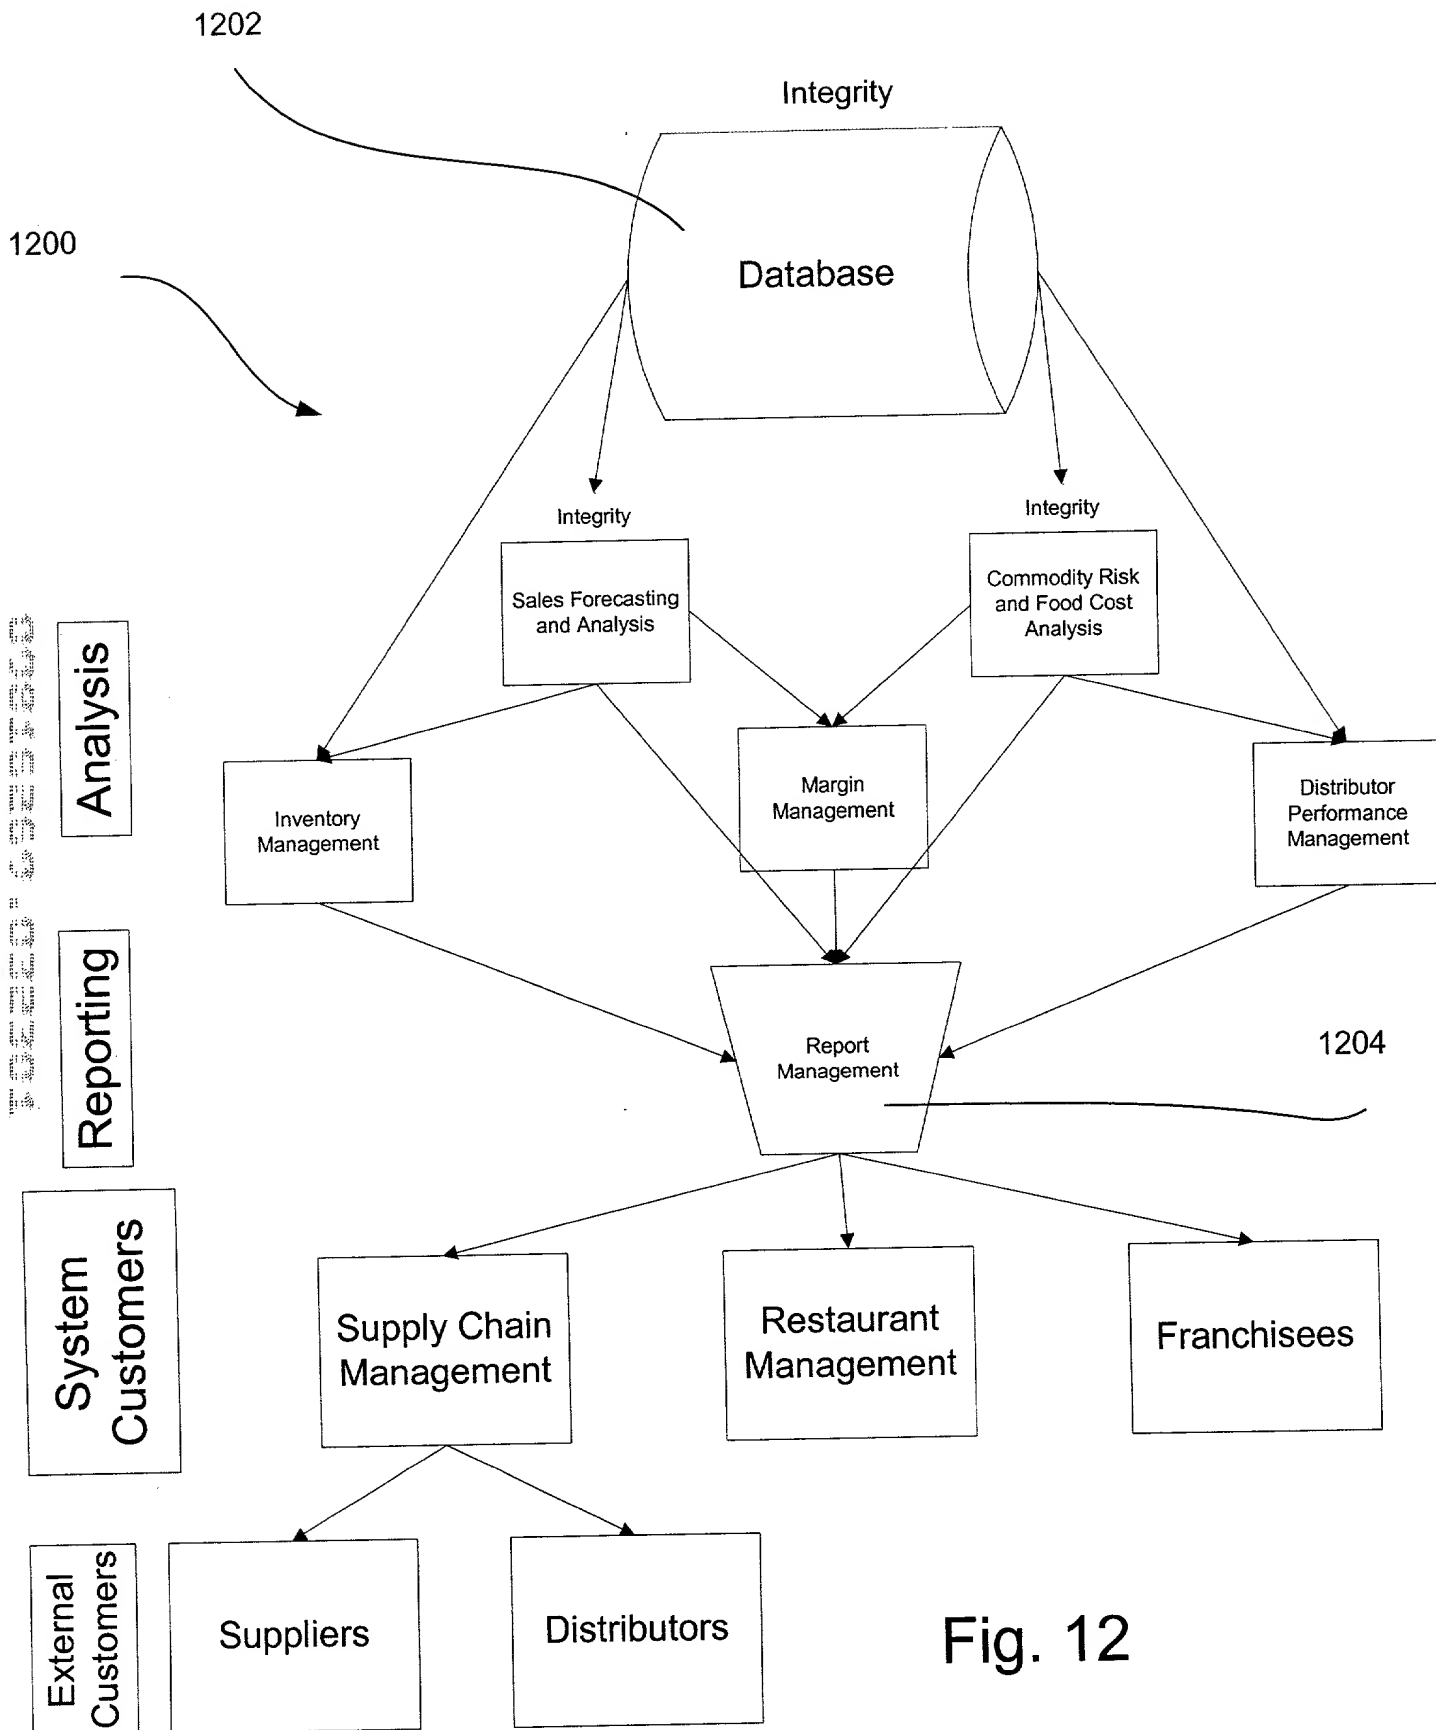 1202
Integrity
1200
Database
Integrity
Integrity
Sales Forecasting
and Analysis
Commodity Risk
and Food Cost
Analysis
Analysis
Inventory
Management
Margin
Management
Distributor
Performance
Management
Reporting
Report
Management
1204
System
Customers
Supply Chain
Management
Restaurant
Management
Franchisees
External
Customers
Suppliers
Distributors
Fig. 12